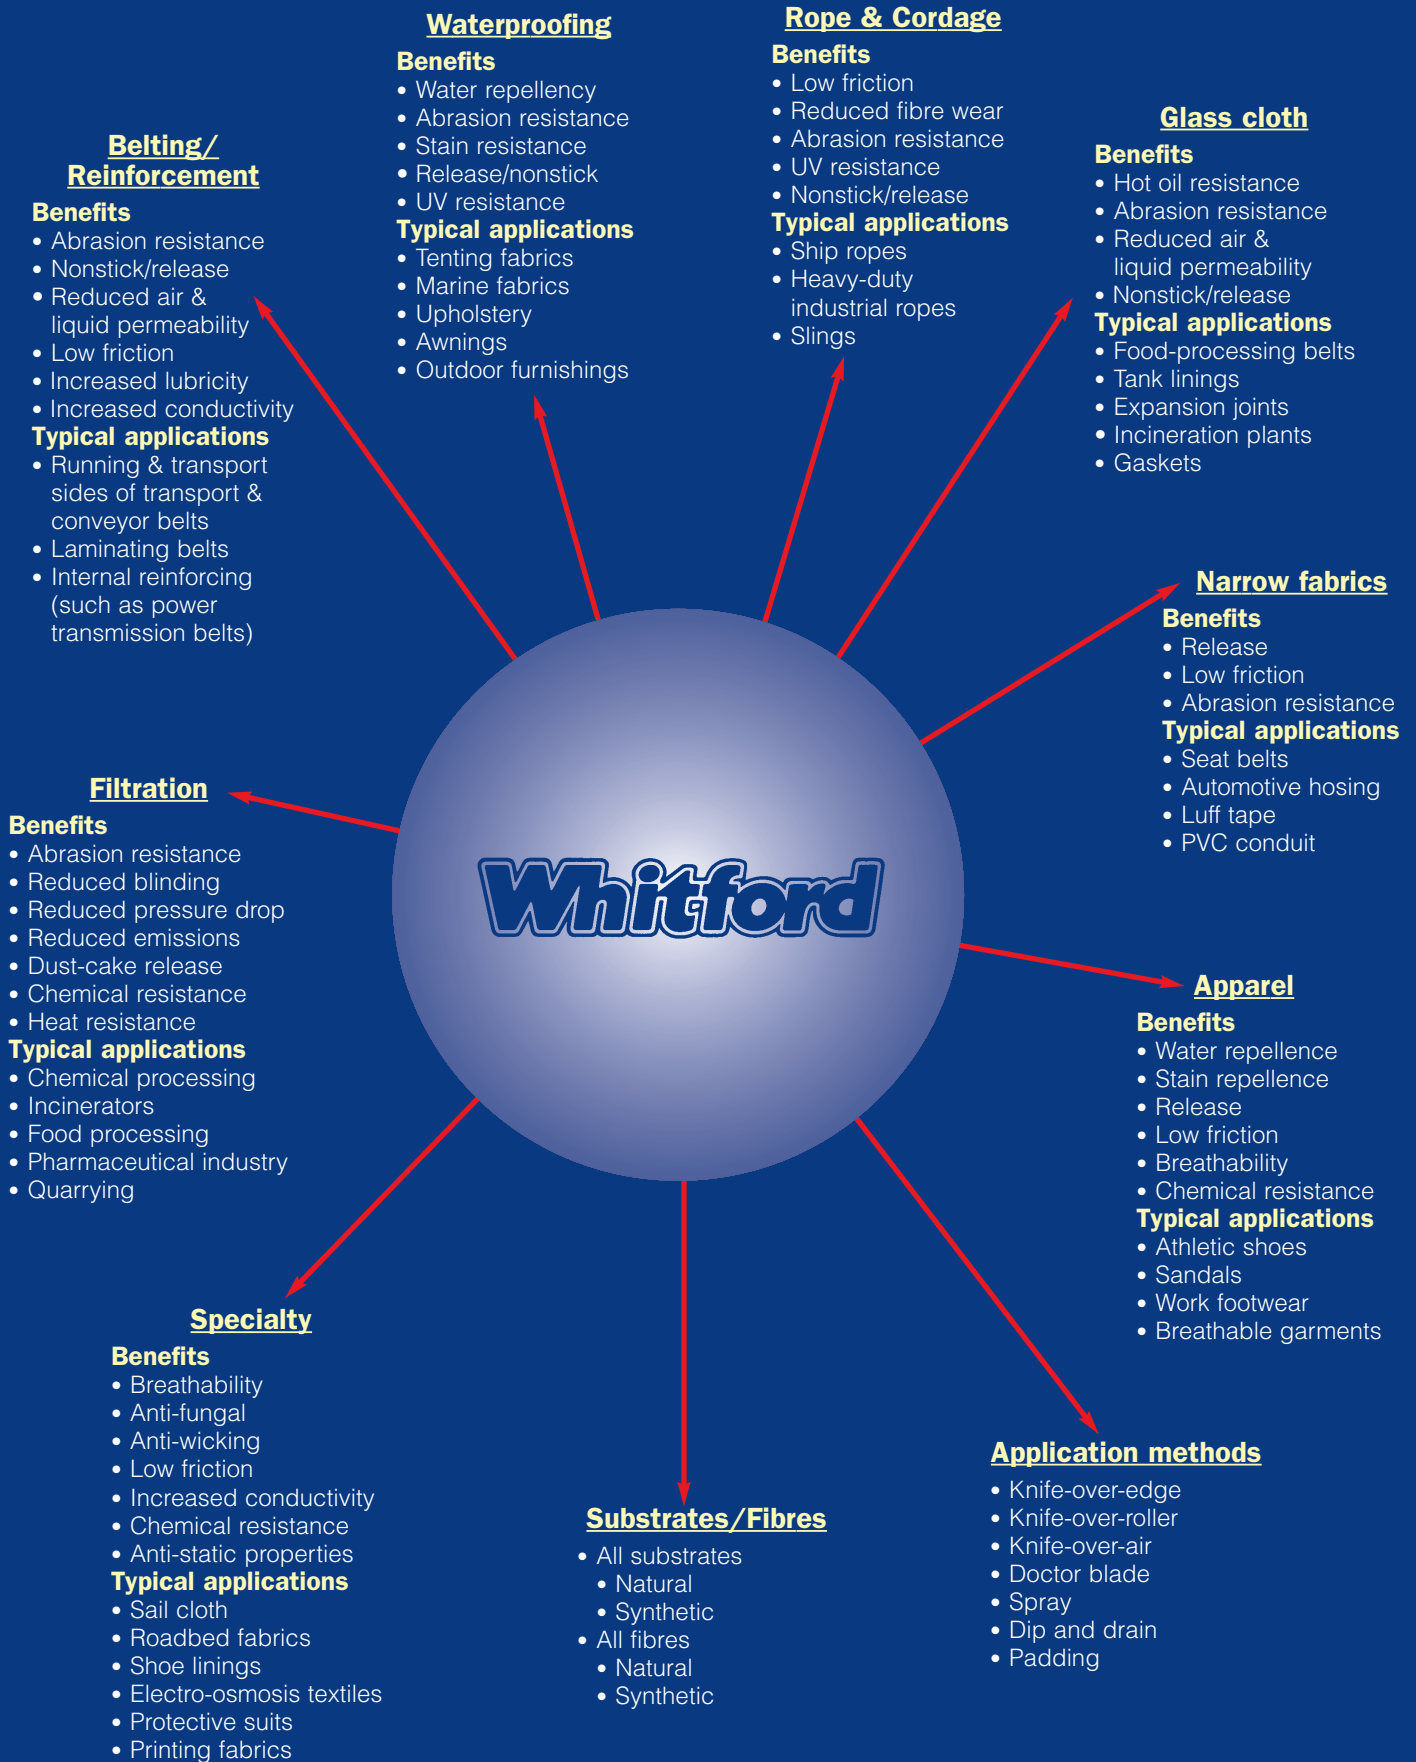 Waterproofing
Benefits
• Water repellency
• Abrasion resistance
• Stain resistance
• Release/nonstick
• UV resistance
Typical applications
• Tenting fabrics
• Marine fabrics
• Upholstery
• Awnings
• Outdoor furnishings
Rope & Cordage
Benefits
• Low friction
• Reduced fibre wear
• Abrasion resistance
• UV resistance
• Nonstick/release
Typical applications
• Ship ropes
• Heavy-duty
industrial ropes
• Slings
Glass cloth
Benefits
• Hot oil resistance
• Abrasion resistance
• Reduced air &
liquid permeability
• Nonstick/release
Typical applications
• Food-processing belts
• Tank linings
• Expansion joints
• Incineration plants
• Gaskets
Belting/
Reinforcement
Benefits
• Abrasion resistance
• Nonstick/release
• Reduced air &
liquid permeability
• Low friction
• Increased lubricity
• Increased conductivity
Typical applications
• Running & transport
sides of transport &
conveyor belts
• Laminating belts
• Internal reinforcing
(such as power
transmission belts)
Narrow fabrics
Benefits
• Release
• Low friction
• Abrasion resistance
Typical applications
• Seat belts
• Automotive hosing
• Luff tape
• PVC conduit
Filtration
Benefits
• Abrasion resistance
• Reduced blinding
• Reduced pressure drop
• Reduced emissions
• Dust-cake release
• Chemical resistance
• Heat resistance
Typical applications
• Chemical processing
• Incinerators
• Food processing
• Pharmaceutical industry
• Quarrying
Whitford
Apparel
Benefits
• Water repellence
• Stain repellence
• Release
• Low friction
• Breathability
• Chemical resistance
Typical applications
• Athletic shoes
• Sandals
• Work footwear
• Breathable garments
Specialty
Benefits
• Breathability
• Anti-fungal
• Anti-wicking
• Low friction
• Increased conductivity
• Chemical resistance
• Anti-static properties
Typical applications
• Sail cloth
• Roadbed fabrics
• Shoe linings
• Electro-osmosis textiles
• Protective suits
• Printing fabrics
Substrates/Fibres
• All substrates
• Natural
• Synthetic
• All fibres
• Natural
• Synthetic
Application methods
• Knife-over-edge
• Knife-over-roller
• Knife-over-air
• Doctor blade
• Spray
• Dip and drain
• Padding